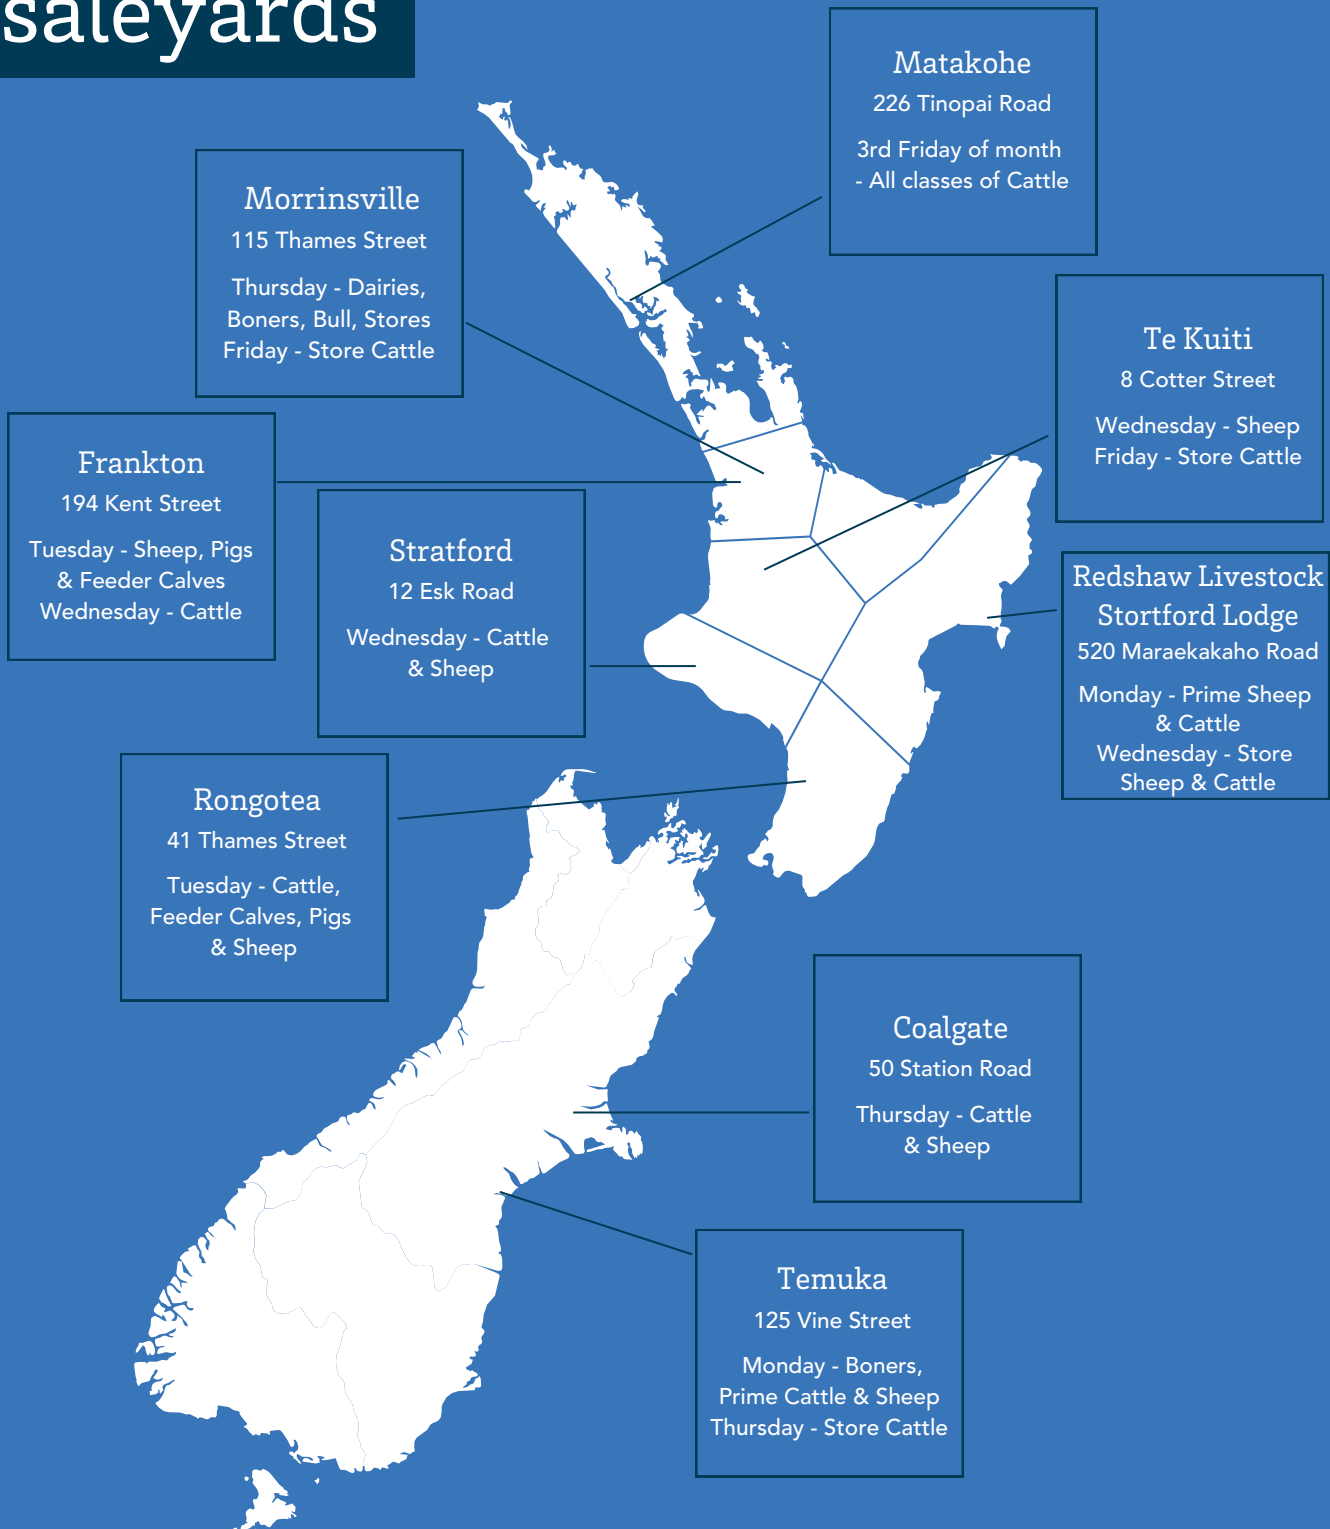 saleyards
Matakohe
226 Tinopai Road
3rd Friday of month
- All classes of Cattle
Morrinsville
115 Thames Street
Thursday - Dairies,
Boners, Bull, Stores
Friday - Store Cattle
Te Kuiti
8 Cotter Street
Wednesday - Sheep
Friday - Store Cattle
Frankton
194 Kent Street
Tuesday - Sheep, Pigs
& Feeder Calves
Wednesday - Cattle
Stratford
12 Esk Road
Wednesday - Cattle
& Sheep
Redshaw Livestock
Stortford Lodge
520 Maraekakaho Road
Monday - Prime Sheep
& Cattle
Wednesday - Store
Sheep & Cattle
Rongotea
41 Thames Street
Tuesday - Cattle,
Feeder Calves, Pigs
& Sheep
Coalgate
50 Station Road
Thursday - Cattle
& Sheep
Temuka
125 Vine Street
Monday - Boners,
Prime Cattle & Sheep
Thursday - Store Cattle